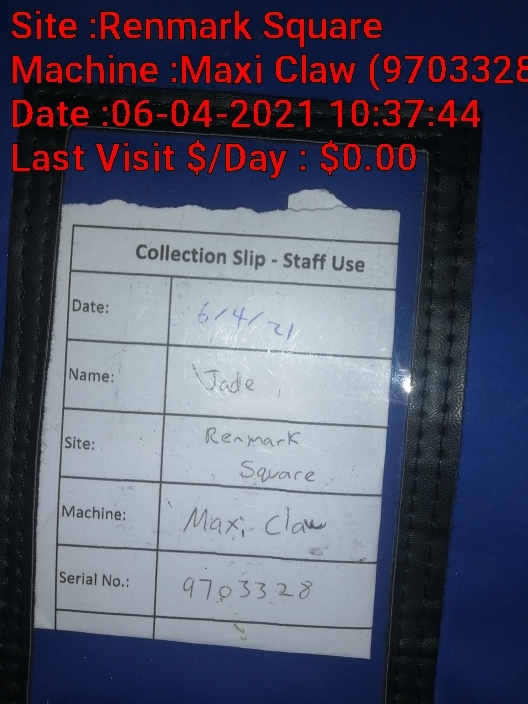 Site :Renmark Square
Machine :Maxi Claw (9703328
Date :06-04-2021 10:37:44
Last Visit $/Day : $0.00
Collection Slip - Staff Use
Date: 6/4/21
Name: Jade
Site: Renmark
Square
Machine: Maxi Claw
Serial No.: 9703328